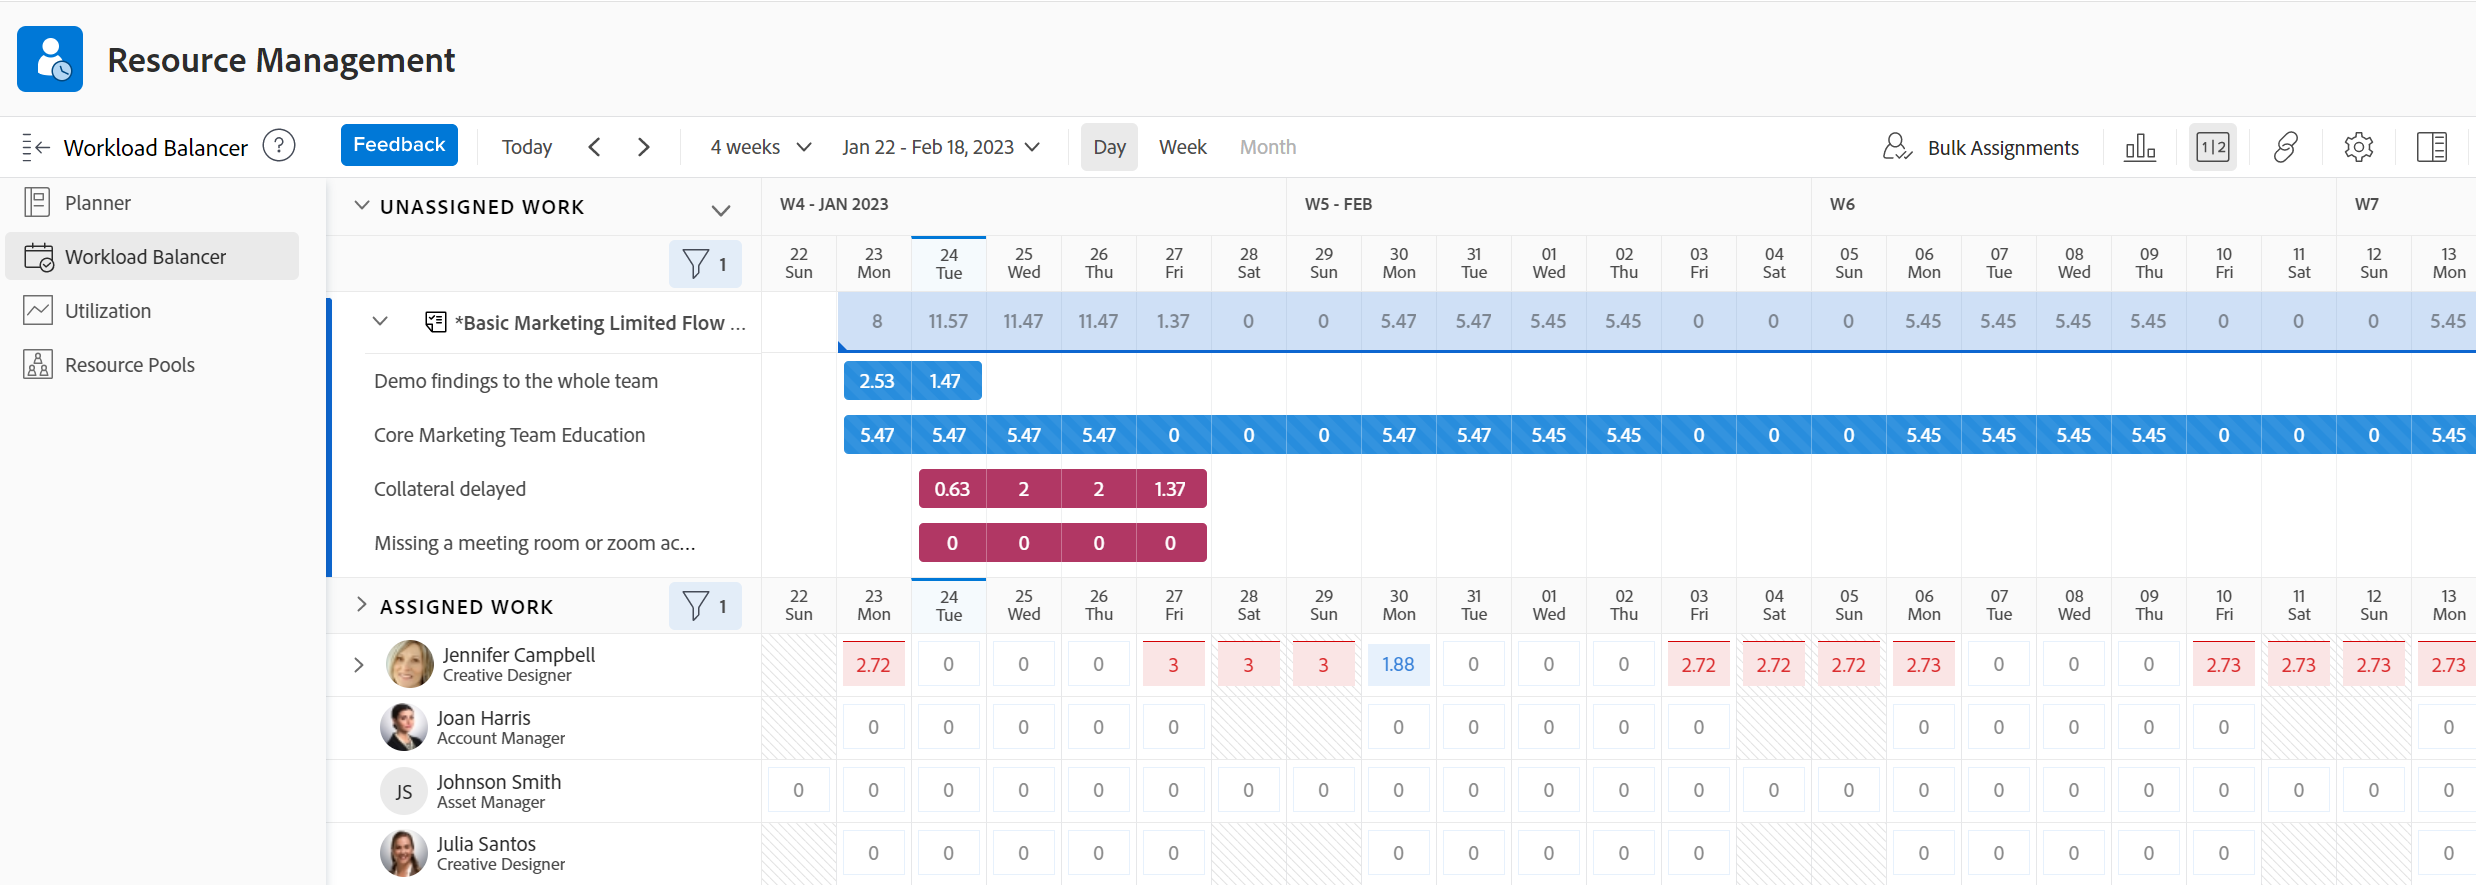 Resource Management
Workload Balancer ?
Feedback Today 4 weeks Jan 22 - Feb 18, 2023 Day Week Month Bulk Assignments 1|2
Planner
Workload Balancer
Utilization
Resource Pools
UNASSIGNED WORK W4 - JAN 2023 W5 - FEB W6 W7
1 22 23 24 25 26 27 28 29 30 31 01 02 03 04 05 06 07 08 09 10 11 12 13
Sun Mon Tue Wed Thu Fri Sat Sun Mon Tue Wed Thu Fri Sat Sun Mon Tue Wed Thu Fri Sat Sun Mon
*Basic Marketing Limited Flow ... 8 11.57 11.47 11.47 1.37 0 0 5.47 5.47 5.45 5.45 0 0 0 5.45 5.45 5.45 5.45 0 0 0 5.45
Demo findings to the whole team 2.53 1.47
Core Marketing Team Education 5.47 5.47 5.47 5.47 0 0 0 5.47 5.47 5.45 5.45 0 0 0 5.45 5.45 5.45 5.45 0 0 0 5.45
Collateral delayed 0.63 2 2 1.37
Missing a meeting room or zoom ac... 0 0 0 0
ASSIGNED WORK 1 22 23 24 25 26 27 28 29 30 31 01 02 03 04 05 06 07 08 09 10 11 12 13
Sun Mon Tue Wed Thu Fri Sat Sun Mon Tue Wed Thu Fri Sat Sun Mon Tue Wed Thu Fri Sat Sun Mon
Jennifer Campbell 2.72 0 0 0 3 3 3 1.88 0 0 0 2.72 2.72 2.72 2.73 0 0 0 2.73 2.73 2.73 2.73
Creative Designer
Joan Harris 0 0 0 0 0 0 0 0 0 0 0 0 0 0 0 0
Account Manager
JS Johnson Smith 0 0 0 0 0 0 0 0 0 0 0 0 0 0 0 0 0 0 0 0 0 0 0
Asset Manager
Julia Santos 0 0 0 0 0 0 0 0 0 0 0 0 0 0 0 0
Creative Designer